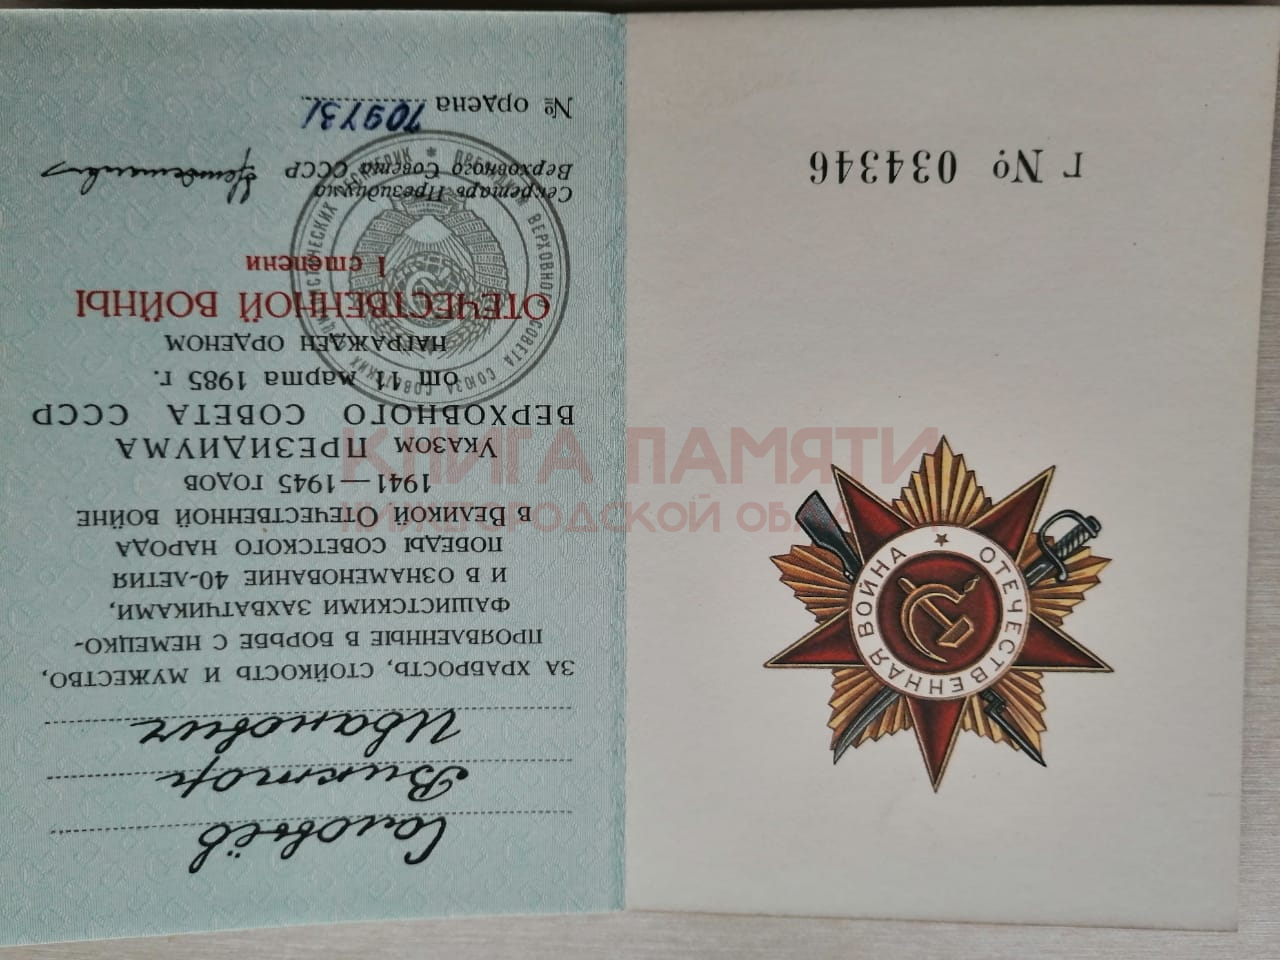 г № 034346
ОТЕЧЕСТВЕННАЯ ВОЙНА
Соловьёв
Виктор
Иванович
ЗА ХРАБРОСТЬ, СТОЙКОСТЬ И МУЖЕСТВО,
ПРОЯВЛЕННЫЕ В БОРЬБЕ С НЕМЕЦКО-
ФАШИСТСКИМИ ЗАХВАТЧИКАМИ,
И В ОЗНАМЕНОВАНИЕ 40-ЛЕТИЯ
ПОБЕДЫ СОВЕТСКОГО НАРОДА
В ВЕЛИКОЙ ОТЕЧЕСТВЕННОЙ ВОЙНЕ
1941—1945 ГОДОВ
УКАЗОМ ПРЕЗИДИУМА
ВЕРХОВНОГО СОВЕТА СССР
от 11 марта 1985 г.
НАГРАЖДЕН ОРДЕНОМ
ОТЕЧЕСТВЕННОЙ ВОЙНЫ
I степени
Секретарь Президиума
Верховного Совета СССР
№ ордена
КНИГА ПАМЯТИ
НИЖЕГОРОДСКОЙ